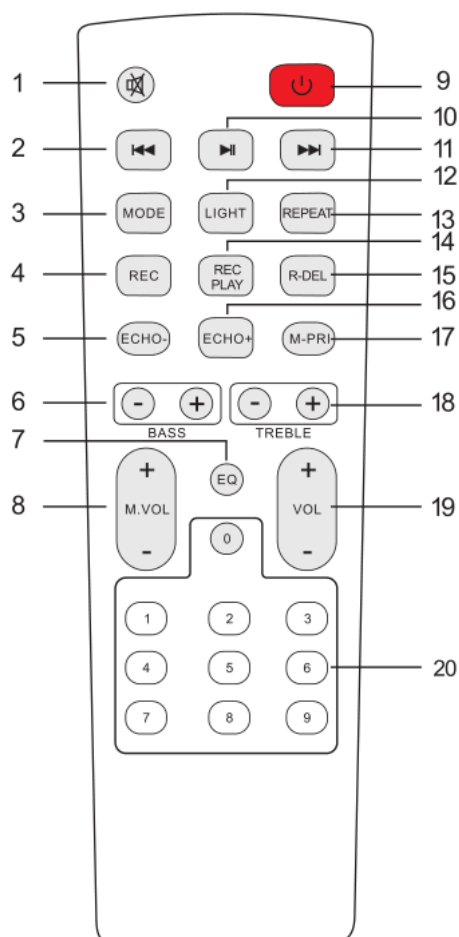 1
9
10
2
11
12
3 MODE LIGHT REPEAT 13
14
4 REC REC PLAY R-DEL 15
16
5 ECHO- ECHO+ M-PRI 17
6 - + - + 18
BASS TREBLE
7
+ EQ +
8 M.VOL VOL 19
- 0 -
1 2 3
4 5 6 20
7 8 9